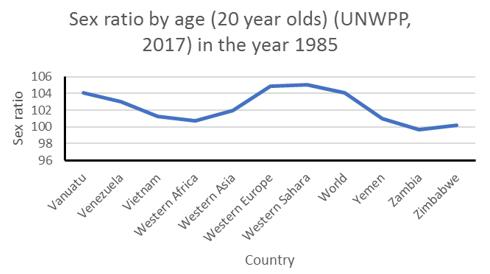 Sex ratio by age (20 year olds) (UNWPP,
2017) in the year 1985
106
104
102
100
98
96
Sex ratio
Vanuatu
Venezuela
Vietnam
Western Africa
Western Asia
Western Europe
Western Sahara
World
Yemen
Zambia
Zimbabwe
Country